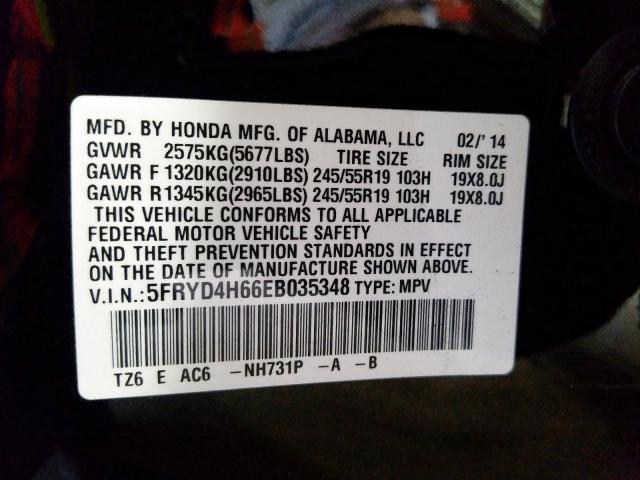 MFD. BY HONDA MFG. OF ALABAMA, LLC 02/'14
GVWR 2575KG(5677LBS) TIRE SIZE RIM SIZE
GAWR F 1320KG(2910LBS) 245/55R19 103H 19X8.0J
GAWR R 1345KG(2965LBS) 245/55R19 103H 19X8.0J
THIS VEHICLE CONFORMS TO ALL APPLICABLE
FEDERAL MOTOR VEHICLE SAFETY
AND THEFT PREVENTION STANDARDS IN EFFECT
ON THE DATE OF MANUFACTURE SHOWN ABOVE.
V.I.N.:5FRYD4H66EB035348 TYPE: MPV
TZ6 E AC6 -NH731P -A -B